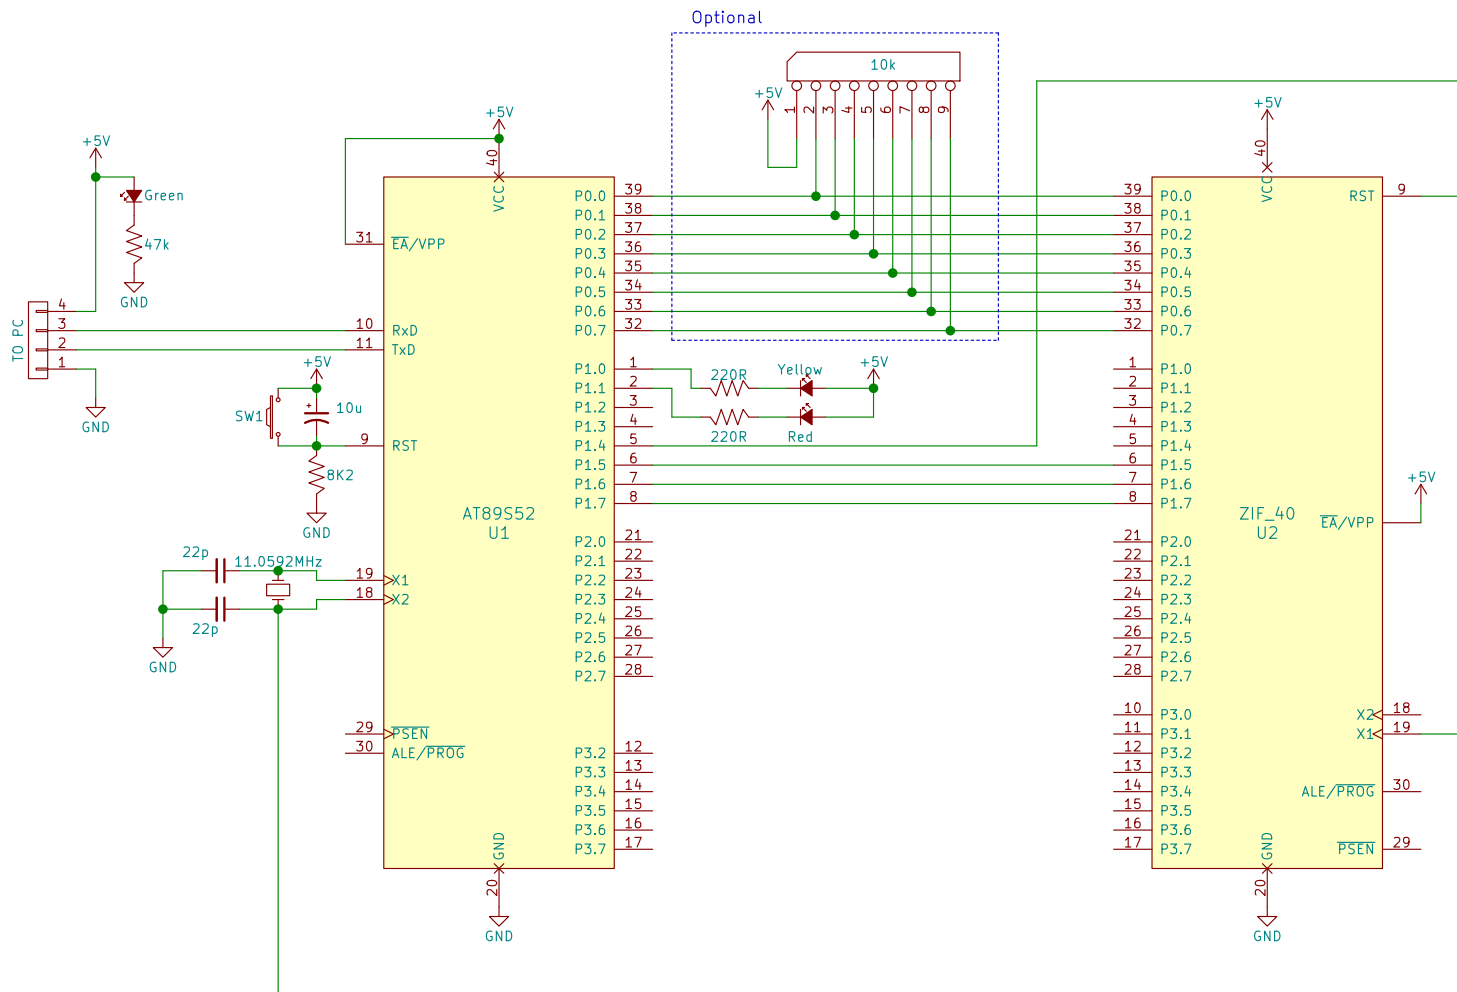 Optional
10k
+5V
1
2
3
4
5
6
7
8
9
+5V
Green
47k
GND
TO PC
4
3
2
1
GND
+5V
SW1
10u
8K2
GND
22p
11.0592MHz
22p
GND
+5V
40
VCC
31 EA/VPP
10 RxD
11 TxD
9 RST
19 X1
18 X2
29 PSEN
30 ALE/PROG
AT89S52
U1
P0.0 39
P0.1 38
P0.2 37
P0.3 36
P0.4 35
P0.5 34
P0.6 33
P0.7 32
P1.0 1
P1.1 2
P1.2 3
P1.3 4
P1.4 5
P1.5 6
P1.6 7
P1.7 8
P2.0 21
P2.1 22
P2.2 23
P2.3 24
P2.4 25
P2.5 26
P2.6 27
P2.7 28
P3.2 12
P3.3 13
P3.4 14
P3.5 15
P3.6 16
P3.7 17
GND
20
GND
220R
Yellow
+5V
220R
Red
+5V
40
VCC
39 P0.0
38 P0.1
37 P0.2
36 P0.3
35 P0.4
34 P0.5
33 P0.6
32 P0.7
1 P1.0
2 P1.1
3 P1.2
4 P1.3
5 P1.4
6 P1.5
7 P1.6
8 P1.7
21 P2.0
22 P2.1
23 P2.2
24 P2.3
25 P2.4
26 P2.5
27 P2.6
28 P2.7
10 P3.0
11 P3.1
12 P3.2
13 P3.3
14 P3.4
15 P3.5
16 P3.6
17 P3.7
ZIF_40
U2
RST 9
+5V
EA/VPP
X2 18
X1 19
ALE/PROG 30
PSEN 29
GND
20
GND